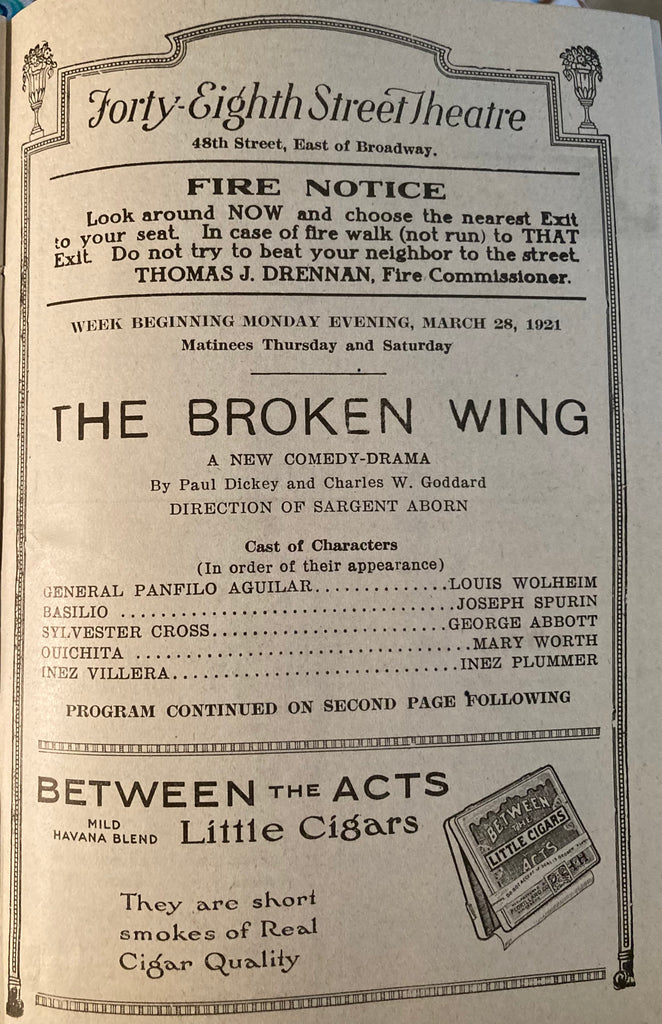 Forty-Eighth Street Theatre
48th Street, East of Broadway.
FIRE NOTICE
Look around NOW and choose the nearest Exit
to your seat. In case of fire walk (not run) to THAT
Exit. Do not try to beat your neighbor to the street.
THOMAS J. DRENNAN, Fire Commissioner.
WEEK BEGINNING MONDAY EVENING, MARCH 28, 1921
Matinees Thursday and Saturday
THE BROKEN WING
A NEW COMEDY-DRAMA
By Paul Dickey and Charles W. Goddard
DIRECTION OF SARGENT ABORN
Cast of Characters
(In order of their appearance)
GENERAL PANFILO AGUILAR..............LOUIS WOLHEIM
BASILIO ........................................JOSEPH SPURIN
SYLVESTER CROSS............................GEORGE ABBOTT
OUICHITA ........................................MARY WORTH
INEZ VILLERA..................................INEZ PLUMMER
PROGRAM CONTINUED ON SECOND PAGE FOLLOWING
BETWEEN THE ACTS
MILD
HAVANA BLEND
Little Cigars
BETWEEN
THE
LITTLE CIGARS
ACTS
They are short
smokes of Real
Cigar Quality